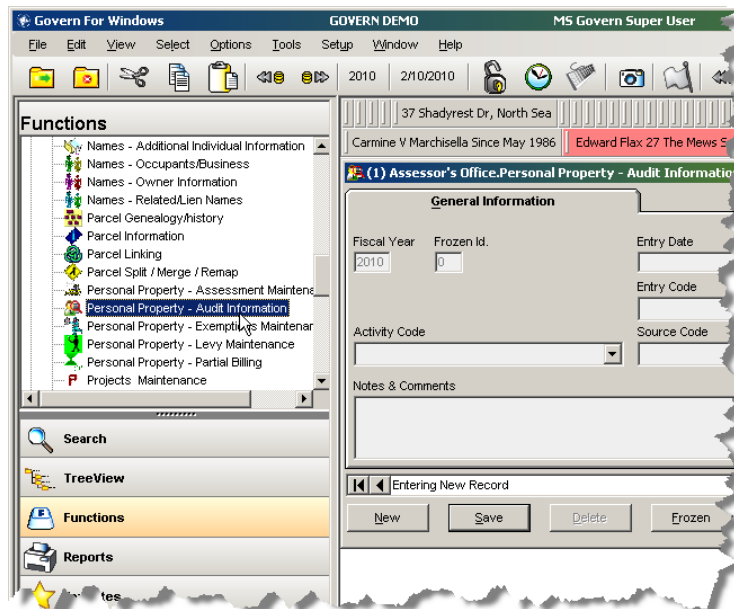 Govern For Windows GOVERN DEMO MS Govern Super User
File Edit View Select Options Tools Setup Window Help
2010 2/10/2010
Functions
Names - Additional Individual Information
Names - Occupants/Business
Names - Owner Information
Names - Related/Lien Names
Parcel Genealogy/history
Parcel Information
Parcel Linking
Parcel Split / Merge / Remap
Personal Property - Assessment Maintena
Personal Property - Audit Information
Personal Property - Exemptions Maintenar
Personal Property - Levy Maintenance
Personal Property - Partial Billing
P Projects Maintenance
Search
TreeView
Functions
Reports
37 Shadyrest Dr, North Sea
Carmine V Marchisella Since May 1986 Edward Flax 27 The Mews S
(1) Assessor's Office.Personal Property - Audit Informatio
General Information
Fiscal Year Frozen Id. Entry Date
2010 0
Entry Code
Activity Code Source Code
Notes & Comments
Entering New Record
New Save Delete Frozen